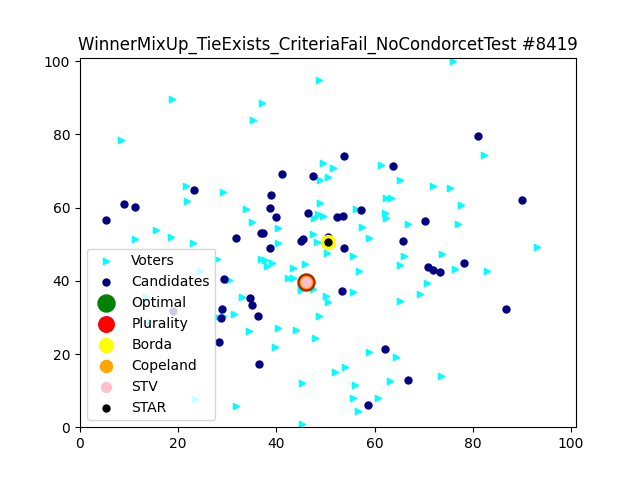 WinnerMixUp_TieExists_CriteriaFail_NoCondorcetTest #8419
100
80
60
40
20
0
0 20 40 60 80 100
Voters
Candidates
Optimal
Plurality
Borda
Copeland
STV
STAR